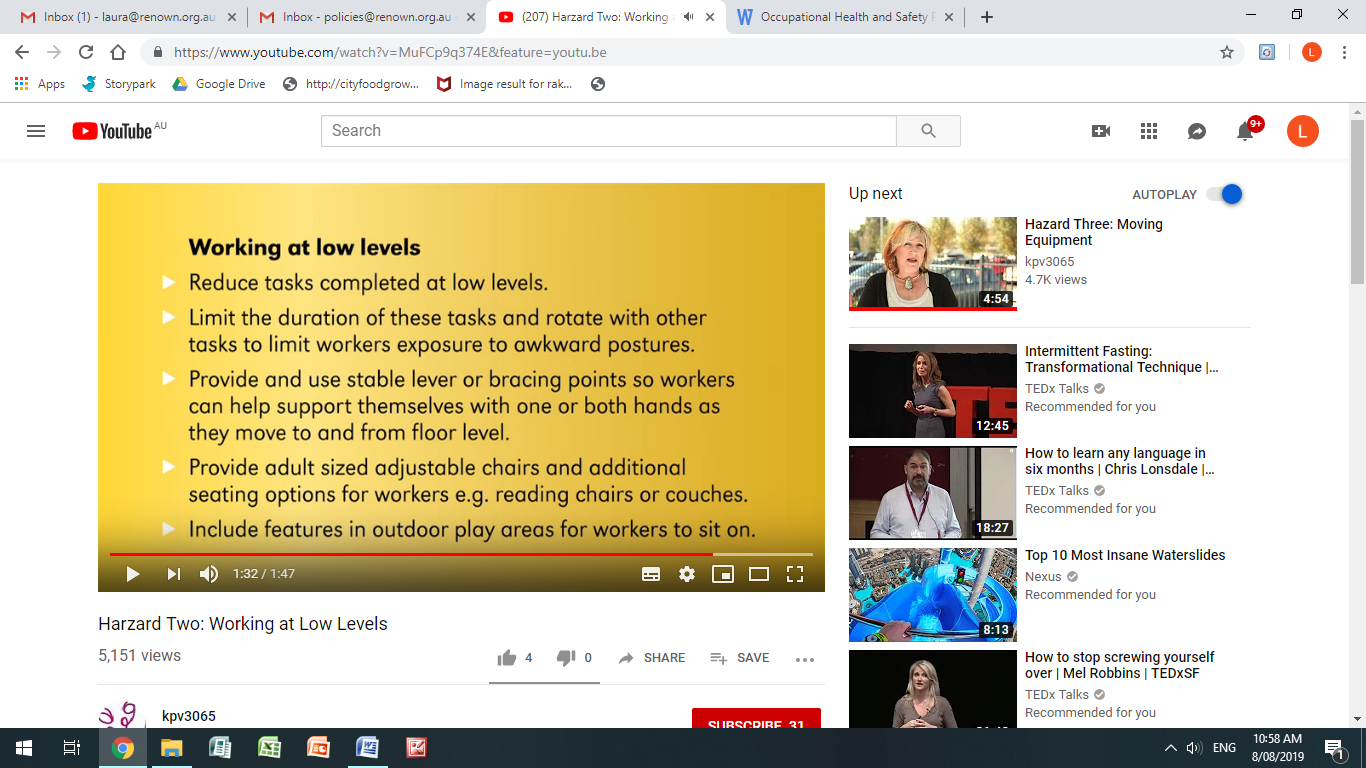 Inbox (1) - laura@renown.org.au
Inbox - policies@renown.org.au
(207) Harzard Two: Working
Occupational Health and Safety
https://www.youtube.com/watch?v=MuFCp9q374E&feature=youtu.be
L
Apps
Storypark
Google Drive
http://cityfoodgrow...
Image result for rak...
YouTube AU
Search
9+
L
Working at low levels
Reduce tasks completed at low levels.
Limit the duration of these tasks and rotate with other
tasks to limit workers exposure to awkward postures.
Provide and use stable lever or bracing points so workers
can help support themselves with one or both hands as
they move to and from floor level.
Provide adult sized adjustable chairs and additional
seating options for workers e.g. reading chairs or couches.
Include features in outdoor play areas for workers to sit on.
1:32 / 1:47
Harzard Two: Working at Low Levels
5,151 views
4
0
SHARE
SAVE
kpv3065
SUBSCRIBE 31
Up next
AUTOPLAY
Hazard Three: Moving
Equipment
kpv3065
4.7K views
4:54
Intermittent Fasting:
Transformational Technique |...
TEDx Talks
Recommended for you
12:45
How to learn any language in
six months | Chris Lonsdale |...
TEDx Talks
Recommended for you
18:27
Top 10 Most Insane Waterslides
Nexus
Recommended for you
8:13
How to stop screwing yourself
over | Mel Robbins | TEDxSF
TEDx Talks
Recommended for you
ENG
10:58 AM
8/08/2019
1